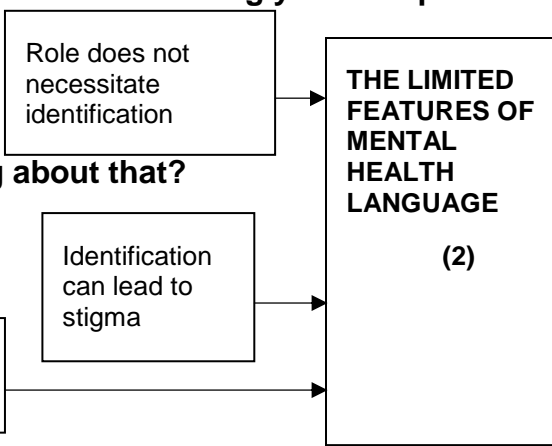 Role does not
necessitate
identification
THE LIMITED
FEATURES OF
MENTAL
HEALTH
LANGUAGE
(2)
about that?
Identification
can lead to
stigma